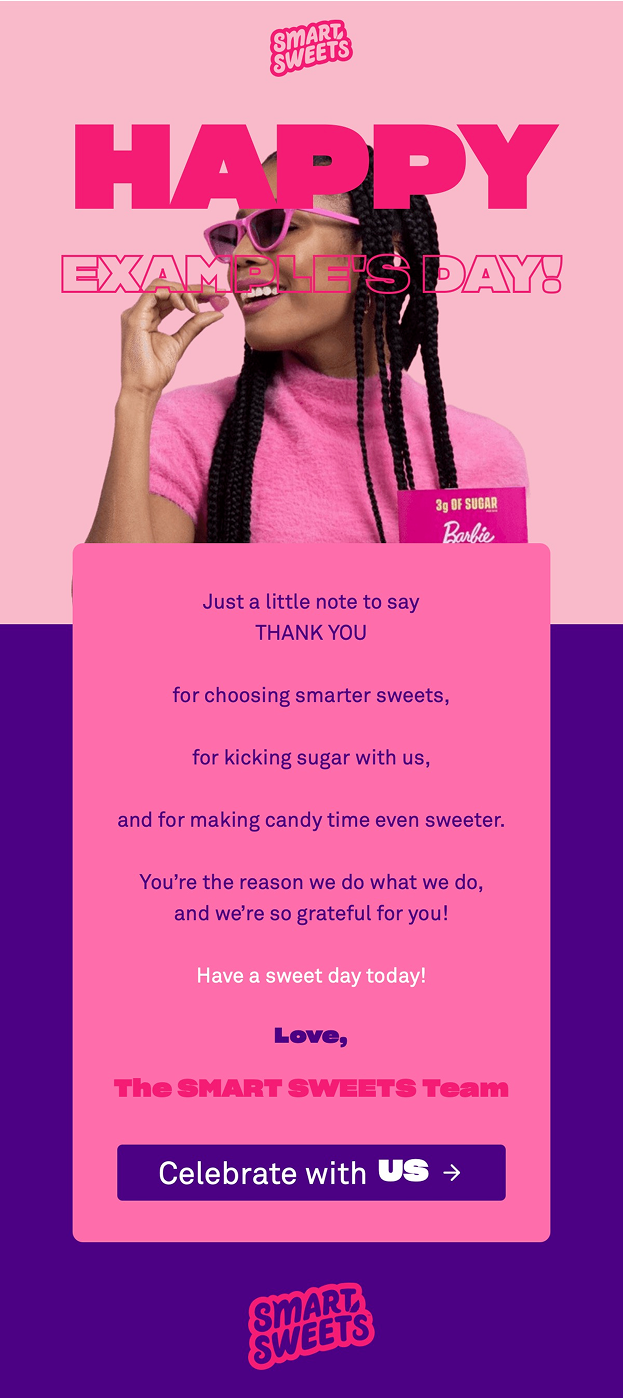 SMART
SWEETS
HAPPY
EXAMPLE'S DAY!
3g OF SUGAR
Barbie
Just a little note to say
THANK YOU
for choosing smarter sweets,
for kicking sugar with us,
and for making candy time even sweeter.
You’re the reason we do what we do,
and we’re so grateful for you!
Have a sweet day today!
Love,
The SMART SWEETS Team
Celebrate with US →
SMART
SWEETS